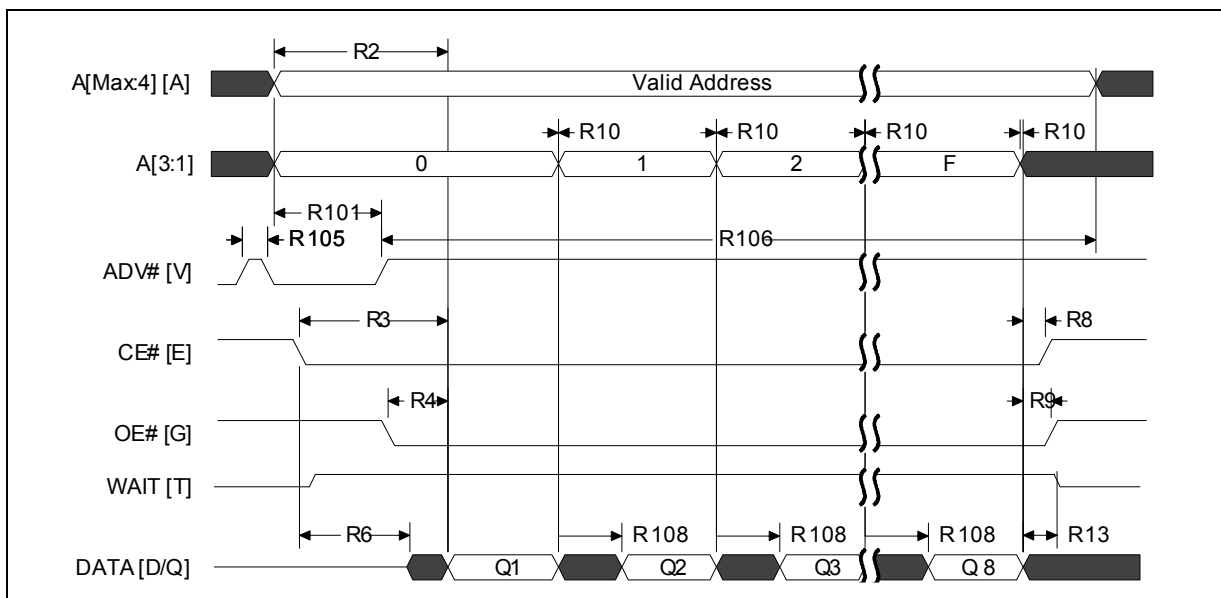 R2
A[Max:4] [A] Valid Address
R10 R10 R10 R10
A[3:1] 0 1 2 F
R101
R105 R106
ADV# [V]
R3 R8
CE# [E]
R4 R9
OE# [G]
WAIT [T]
R6 R108 R108 R108 R13
DATA [D/Q] Q1 Q2 Q3 Q 8